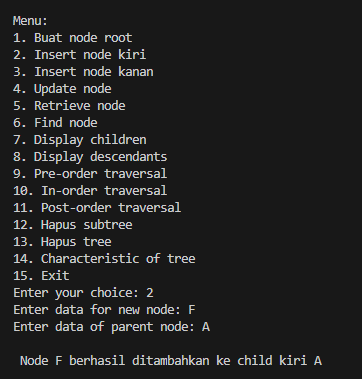 Menu:
1. Buat node root
2. Insert node kiri
3. Insert node kanan
4. Update node
5. Retrieve node
6. Find node
7. Display children
8. Display descendants
9. Pre-order traversal
10. In-order traversal
11. Post-order traversal
12. Hapus subtree
13. Hapus tree
14. Characteristic of tree
15. Exit
Enter your choice: 2
Enter data for new node: F
Enter data of parent node: A
Node F berhasil ditambahkan ke child kiri A